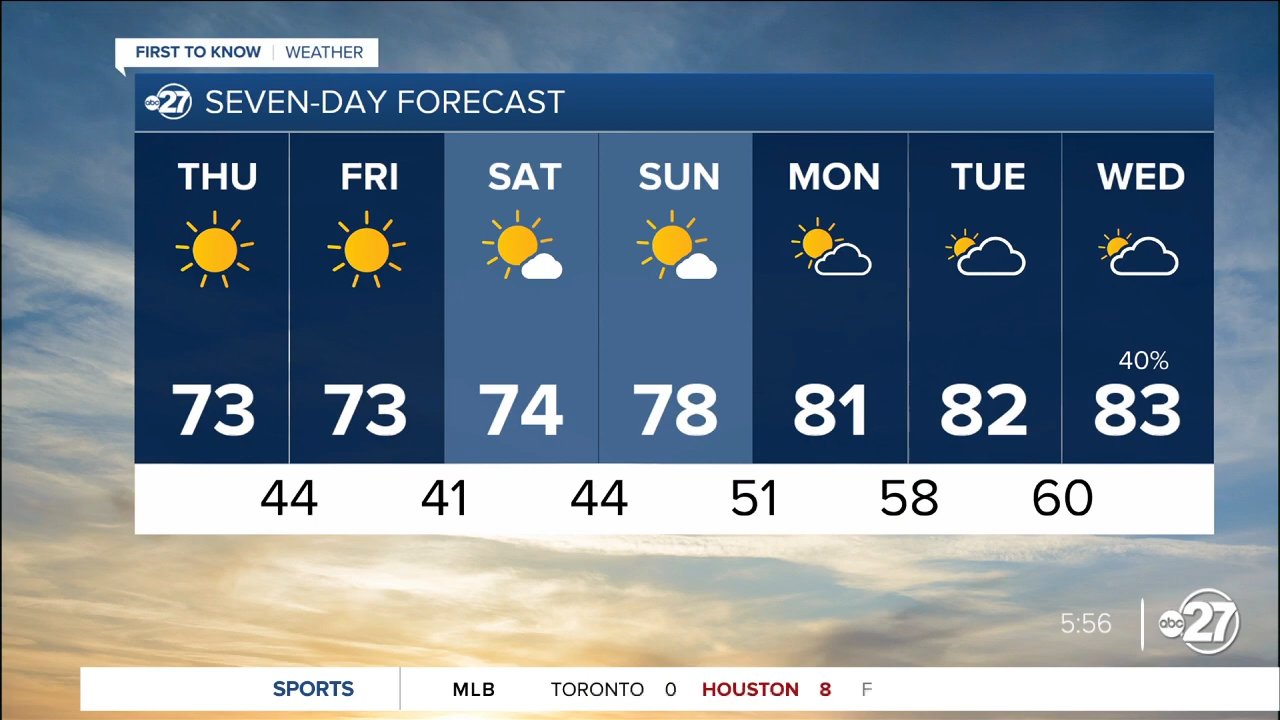 FIRST TO KNOW | WEATHER
abc 27 SEVEN-DAY FORECAST
THU FRI SAT SUN MON TUE WED
40%
73 73 74 78 81 82 83
44 41 44 51 58 60
5:56 abc 27
SPORTS MLB TORONTO 0 HOUSTON 8 F